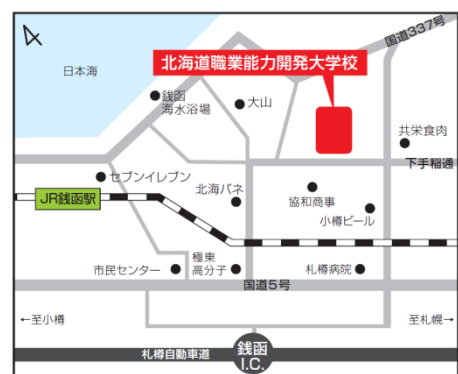 国道337号
日本海
北海道職業能力開発大学校
銭函
海水浴場
大山
共栄食肉
下手稲通
セブンイレブン
JR銭函駅
北海バネ
協和商事
小樽ビール
市民センター
極東
高分子
札樽病院
国道5号
←至小樽
至札幌→
札樽自動車道
銭函
I.C.